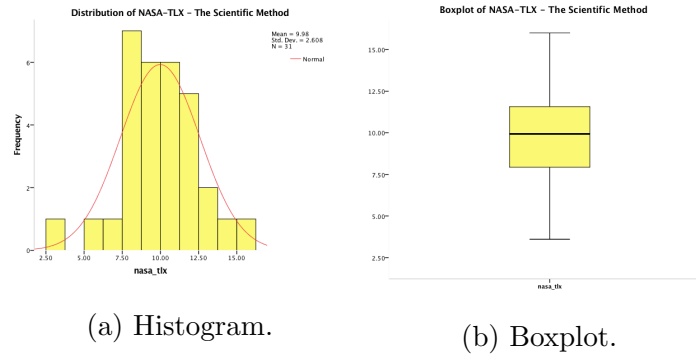 Distribution of NASA-TLX - The Scientific Method
Mean = 9.98
Std. Dev. = 2.608
N = 31
Normal
Frequency
6
4
2
0
2.50 5.00 7.50 10.00 12.50 15.00
nasa_tlx
(a) Histogram.
Boxplot of NASA-TLX - The Scientific Method
15.00
12.50
10.00
7.50
5.00
2.50
nasa_tlx
(b) Boxplot.